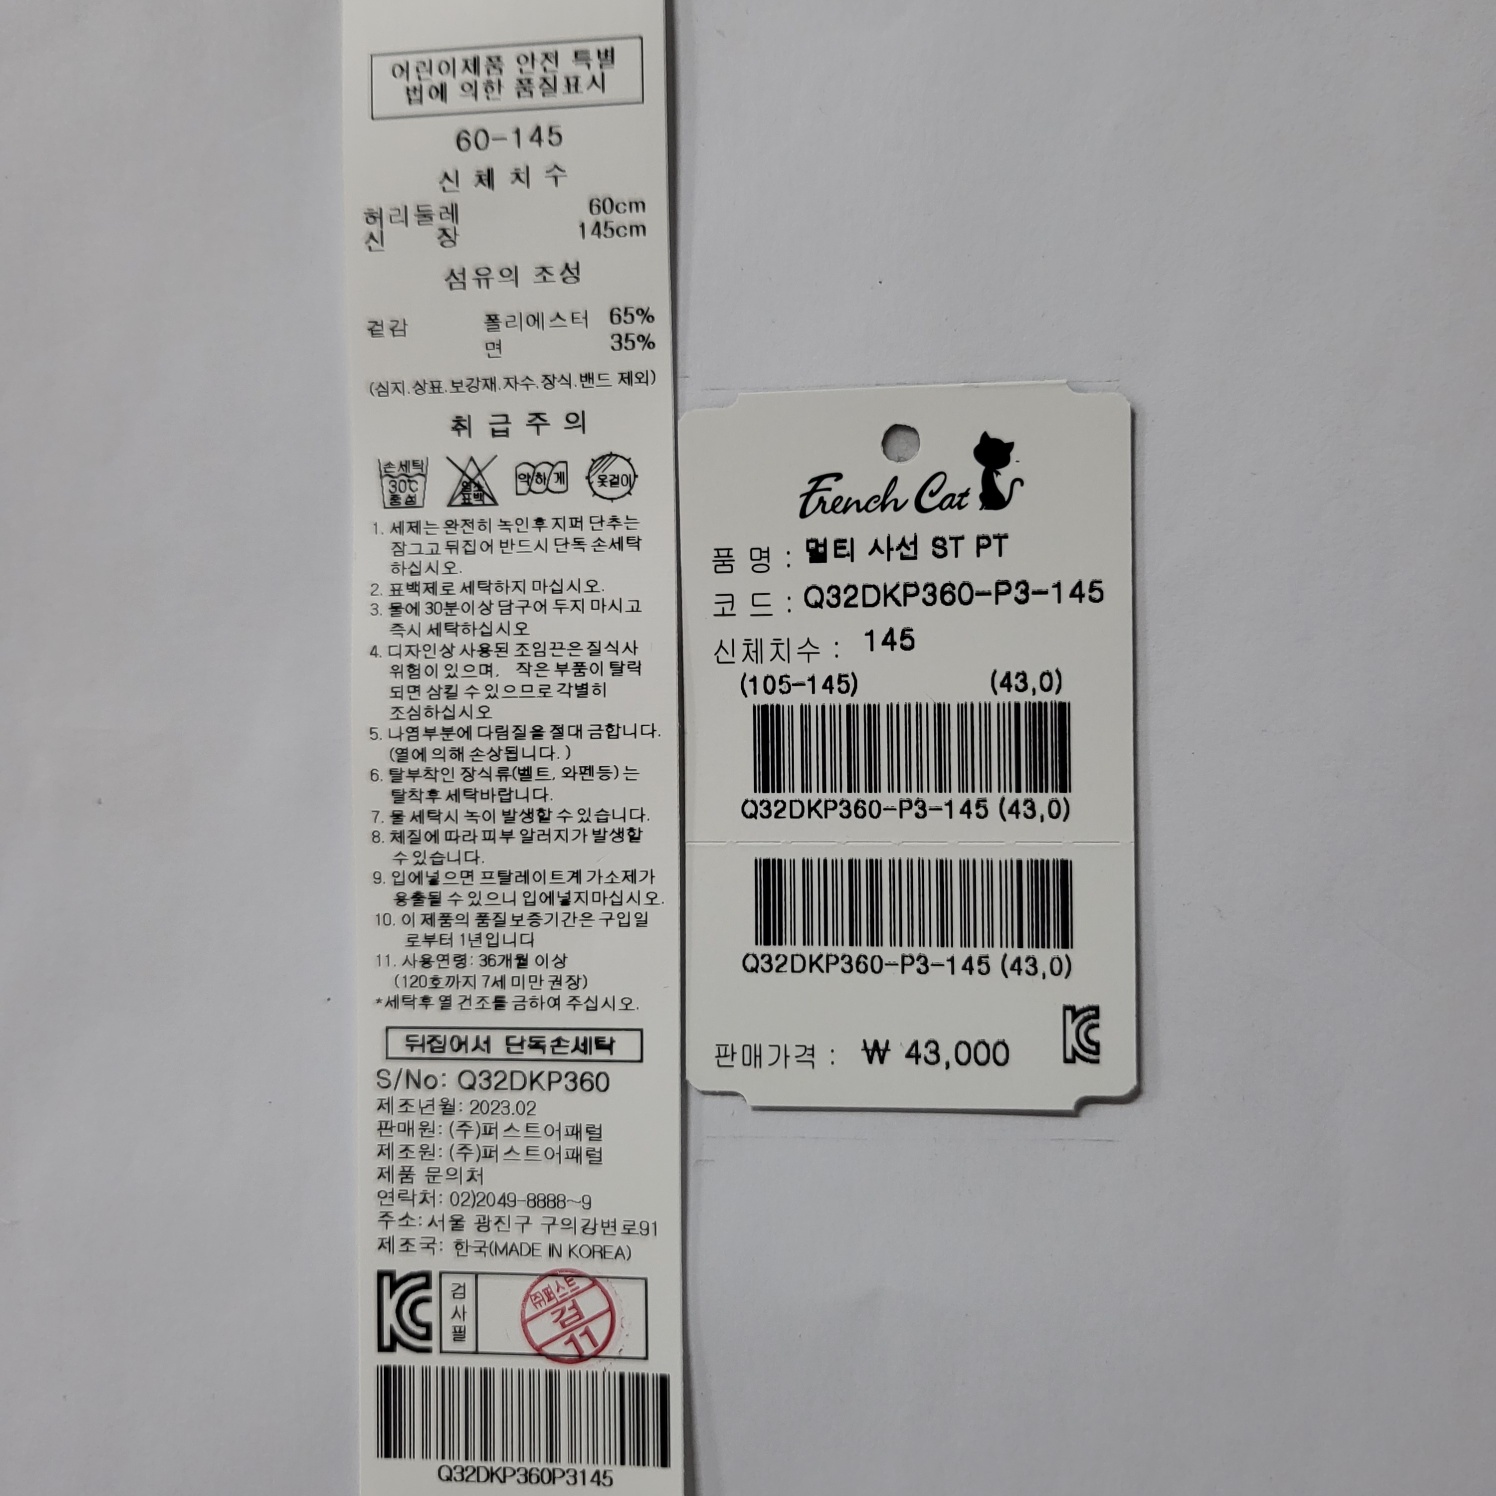 어린이제품 안전 특별
법에 의한 품질표시
60-145
신 체 치 수
허리둘레 60cm
신 장 145cm
섬유의 조성
겉감 폴리에스터 65%
면 35%
(심지.상표.보강재.자수.장식.밴드 제외)
취 급 주 의
손세탁
30℃
중성
염소
표백
약하게
옷걸이
1. 세제는 완전히 녹인후 지퍼 단추는
잠그고 뒤집어 반드시 단독 손세탁
하십시오.
2. 표백제로 세탁하지 마십시오.
3. 물에 30분이상 담구어 두지 마시고
즉시 세탁하십시오
4. 디자인상 사용된 조임끈은 질식사
위험이 있으며, 작은 부품이 탈락
되면 삼킬 수 있으므로 각별히
조심하십시오
5. 나염부분에 다림질을 절대 금합니다.
(열에 의해 손상됩니다. )
6. 탈부착인 장식류(벨트, 와펜등) 는
탈착후 세탁바랍니다.
7. 물 세탁시 녹이 발생할 수 있습니다.
8. 체질에 따라 피부 알러지가 발생할
수 있습니다.
9. 입에넣으면 프탈레이트계 가소제가
용출될 수 있으니 입에넣지마십시오.
10. 이 제품의 품질 보증기간은 구입일
로부터 1년입니다
11. 사용연령: 36개월 이상
(120호까지 7세 미만 권장)
*세탁후 열 건조를 금하여 주십시오.
뒤집어서 단독손세탁
S/No: Q32DKP360
제조년월: 2023.02
판매원: (주)퍼스트어패럴
제조원: (주)퍼스트어패럴
제품 문의처
연락처: 02)2049-8888~9
주소: 서울 광진구 구의강변로91
제조국: 한국(MADE IN KOREA)
KC
검
사
필
㈜퍼스트
검
11
Q32DKP360P3145
French Cat
품 명 : 멀티 사선 ST PT
코 드 : Q32DKP360-P3-145
신체치수 : 145
(105-145) (43,0)
Q32DKP360-P3-145 (43,0)
Q32DKP360-P3-145 (43,0)
KC
판매가격 : ₩ 43,000